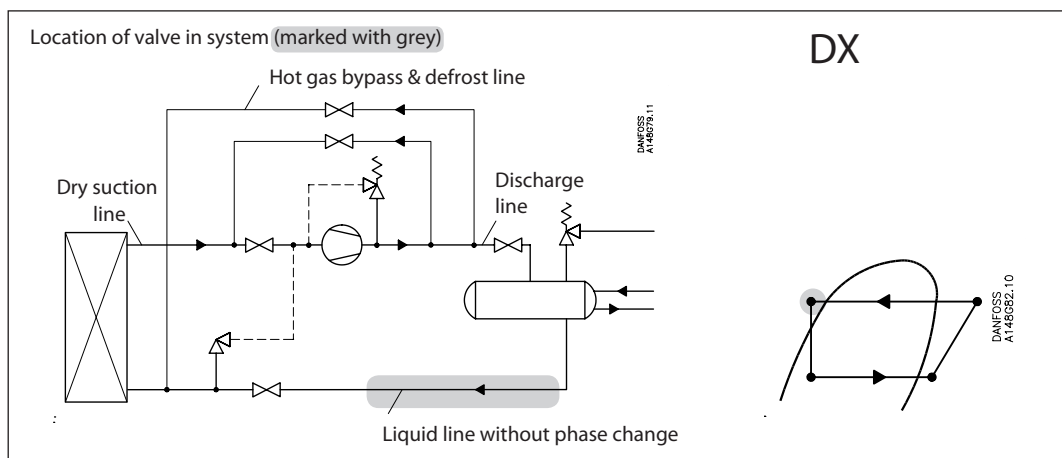 Location of valve in system (marked with grey)
DX
Hot gas bypass & defrost line
DANFOSS
A148G79.11
Dry suction
line
Discharge
line
DANFOSS
A148G82.10
Liquid line without phase change